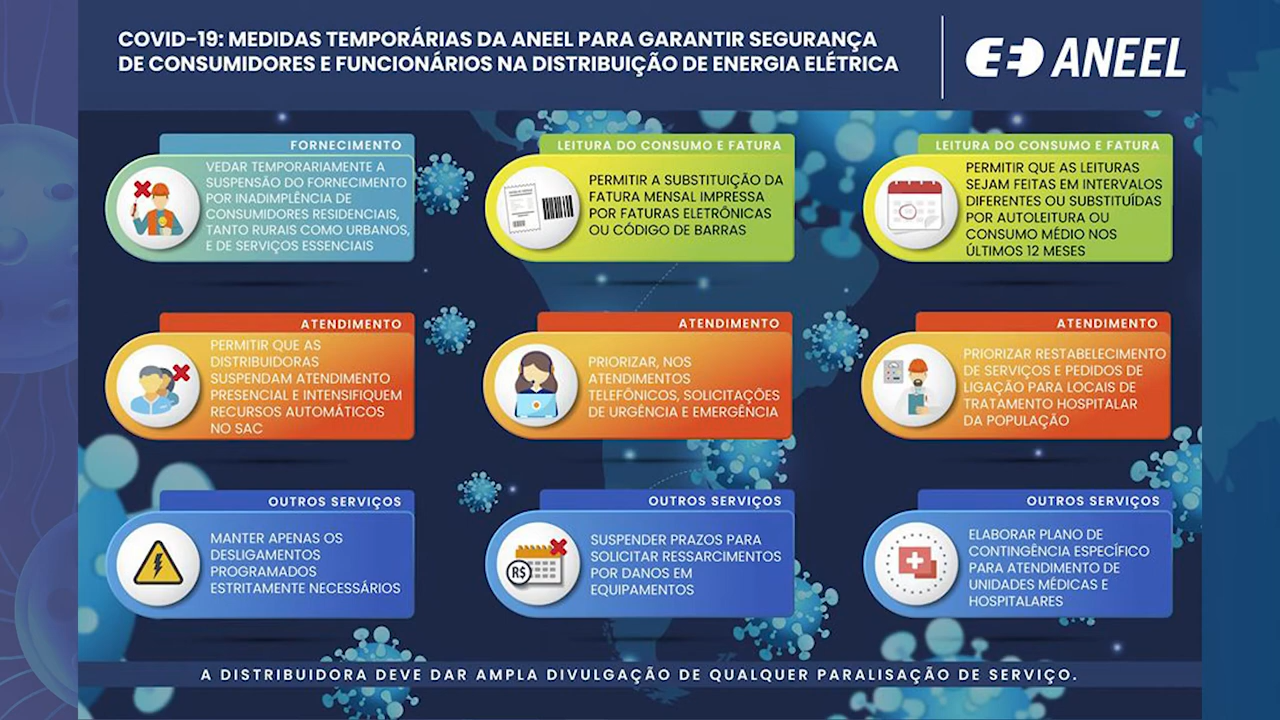 COVID-19: MEDIDAS TEMPORÁRIAS DA ANEEL PARA GARANTIR SEGURANÇA
DE CONSUMIDORES E FUNCIONÁRIOS NA DISTRIBUIÇÃO DE ENERGIA ELÉTRICA
ANEEL
FORNECIMENTO
VEDAR TEMPORARIAMENTE A
SUSPENSÃO DO FORNECIMENTO
POR INADIMPLÊNCIA DE
CONSUMIDORES RESIDENCIAIS,
TANTO RURAIS COMO URBANOS,
E DE SERVIÇOS ESSENCIAIS
LEITURA DO CONSUMO E FATURA
PERMITIR A SUBSTITUIÇÃO DA
FATURA MENSAL IMPRESSA
POR FATURAS ELETRÔNICAS
OU CÓDIGO DE BARRAS
LEITURA DO CONSUMO E FATURA
PERMITIR QUE AS LEITURAS
SEJAM FEITAS EM INTERVALOS
DIFERENTES OU SUBSTITUÍDAS
POR AUTOLEITURA OU
CONSUMO MÉDIO NOS
ÚLTIMOS 12 MESES
ATENDIMENTO
PERMITIR QUE AS
DISTRIBUIDORAS
SUSPENDAM ATENDIMENTO
PRESENCIAL E INTENSIFIQUEM
RECURSOS AUTOMÁTICOS
NO SAC
ATENDIMENTO
PRIORIZAR, NOS
ATENDIMENTOS
TELEFÔNICOS, SOLICITAÇÕES
DE URGÊNCIA E EMERGÊNCIA
ATENDIMENTO
PRIORIZAR RESTABELECIMENTO
DE SERVIÇOS E PEDIDOS DE
LIGAÇÃO PARA LOCAIS DE
TRATAMENTO HOSPITALAR
DA POPULAÇÃO
OUTROS SERVIÇOS
MANTER APENAS OS
DESLIGAMENTOS
PROGRAMADOS
ESTRITAMENTE NECESSÁRIOS
OUTROS SERVIÇOS
R$
SUSPENDER PRAZOS PARA
SOLICITAR RESSARCIMENTOS
POR DANOS EM
EQUIPAMENTOS
OUTROS SERVIÇOS
ELABORAR PLANO DE
CONTINGÊNCIA ESPECÍFICO
PARA ATENDIMENTO DE
UNIDADES MÉDICAS E
HOSPITALARES
A DISTRIBUIDORA DEVE DAR AMPLA DIVULGAÇÃO DE QUALQUER PARALISAÇÃO DE SERVIÇO.